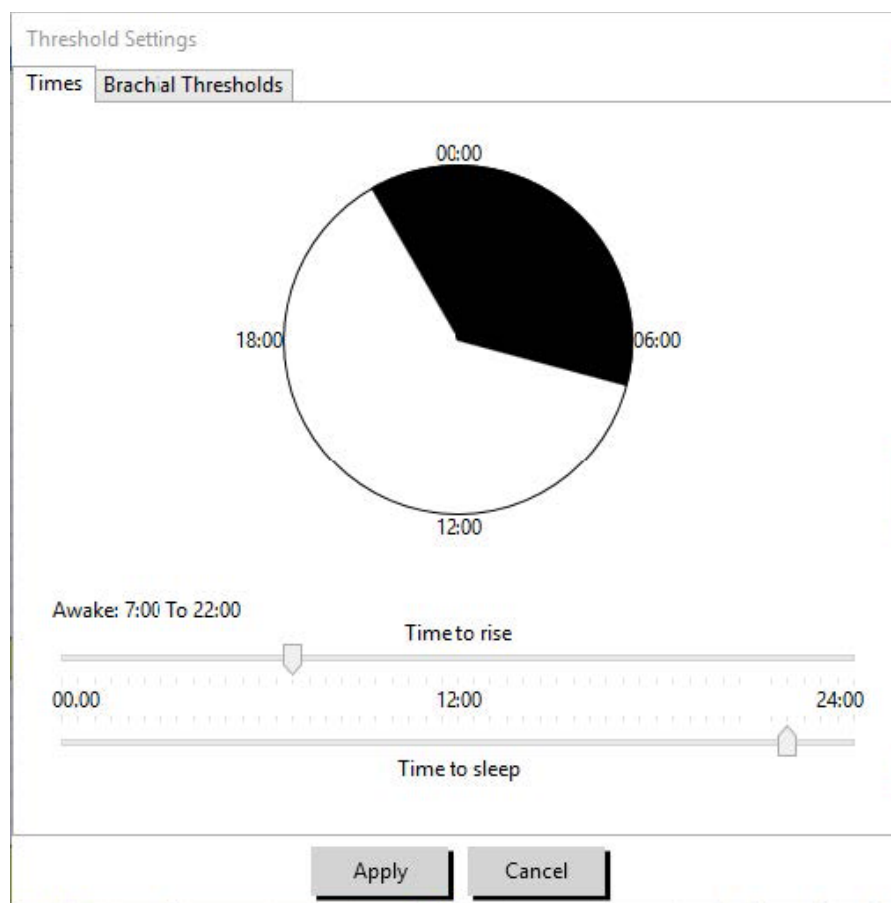 Threshold Settings
Times
Brachial Thresholds
00:00
18:00
06:00
12:00
Awake: 7:00 To 22:00
Time to rise
00.00
12:00
24:00
Time to sleep
Apply
Cancel